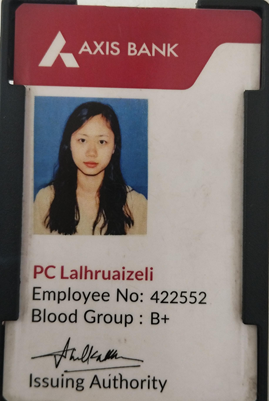 AXIS BANK
PC Lalhruaizeli
Employee No: 422552
Blood Group : B+
Issuing Authority